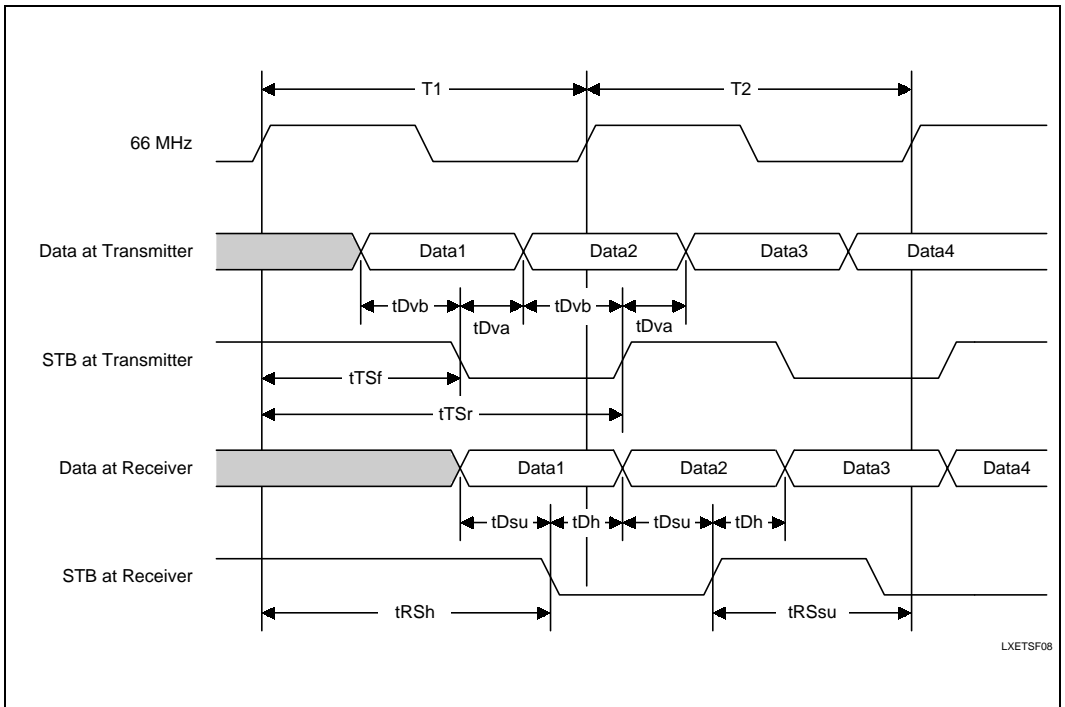 T1 T2
66 MHz
Data at Transmitter Data1 Data2 Data3 Data4
tDvb tDva tDvb tDva
STB at Transmitter
tTSf
tTSr
Data at Receiver Data1 Data2 Data3 Data4
tDsu tDh tDsu tDh
STB at Receiver
tRSh tRSsu
LXETSF08